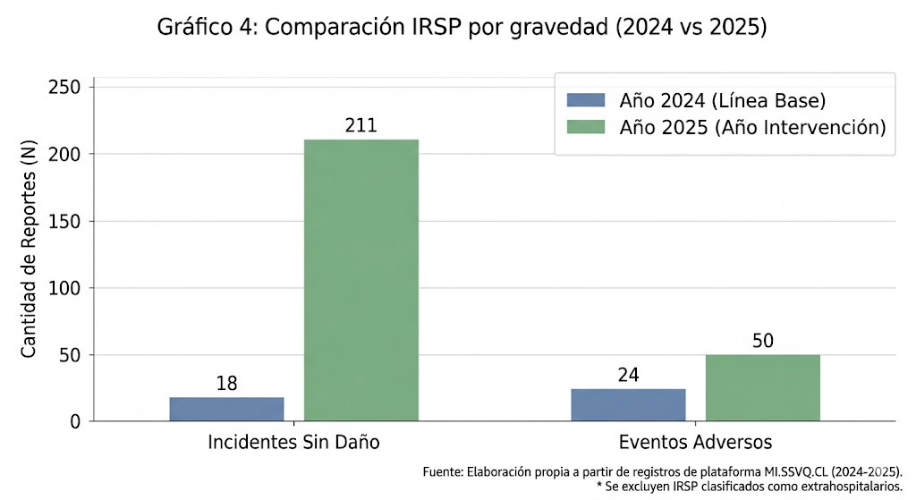 Gráfico 4: Comparación IRSP por gravedad (2024 vs 2025)
Cantidad de Reportes (N)
250
200
150
100
50
0
Año 2024 (Línea Base)
Año 2025 (Año Intervención)
18
211
24
50
Incidentes Sin Daño
Eventos Adversos
Fuente: Elaboración propia a partir de registros de plataforma MI.SSVQ.CL (2024-2025).
* Se excluyen IRSP clasificados como extrahospitalarios.